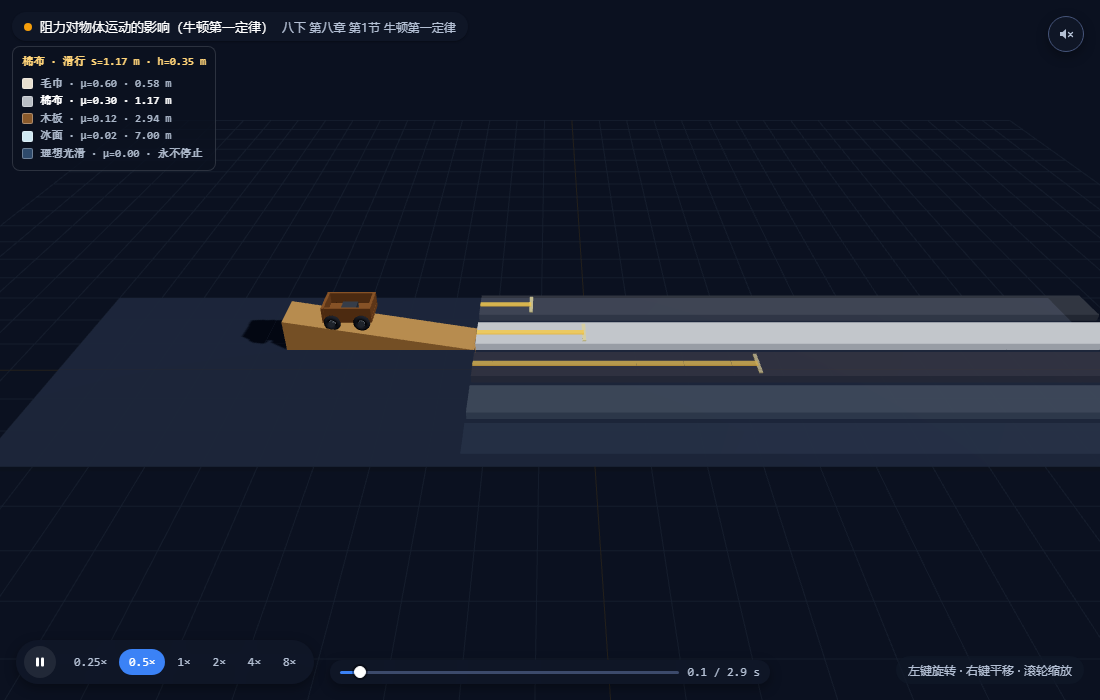 阻力对物体运动的影响（牛顿第一定律） 八下 第八章 第1节 牛顿第一定律
棉布 · 滑行 s=1.17 m · h=0.35 m
毛巾 · μ=0.60 · 0.58 m
棉布 · μ=0.30 · 1.17 m
木板 · μ=0.12 · 2.94 m
冰面 · μ=0.02 · 7.00 m
理想光滑 · μ=0.00 · 永不停止
0.25× 0.5× 1× 2× 4× 8× 0.1 / 2.9 s 左键旋转 · 右键平移 · 滚轮缩放